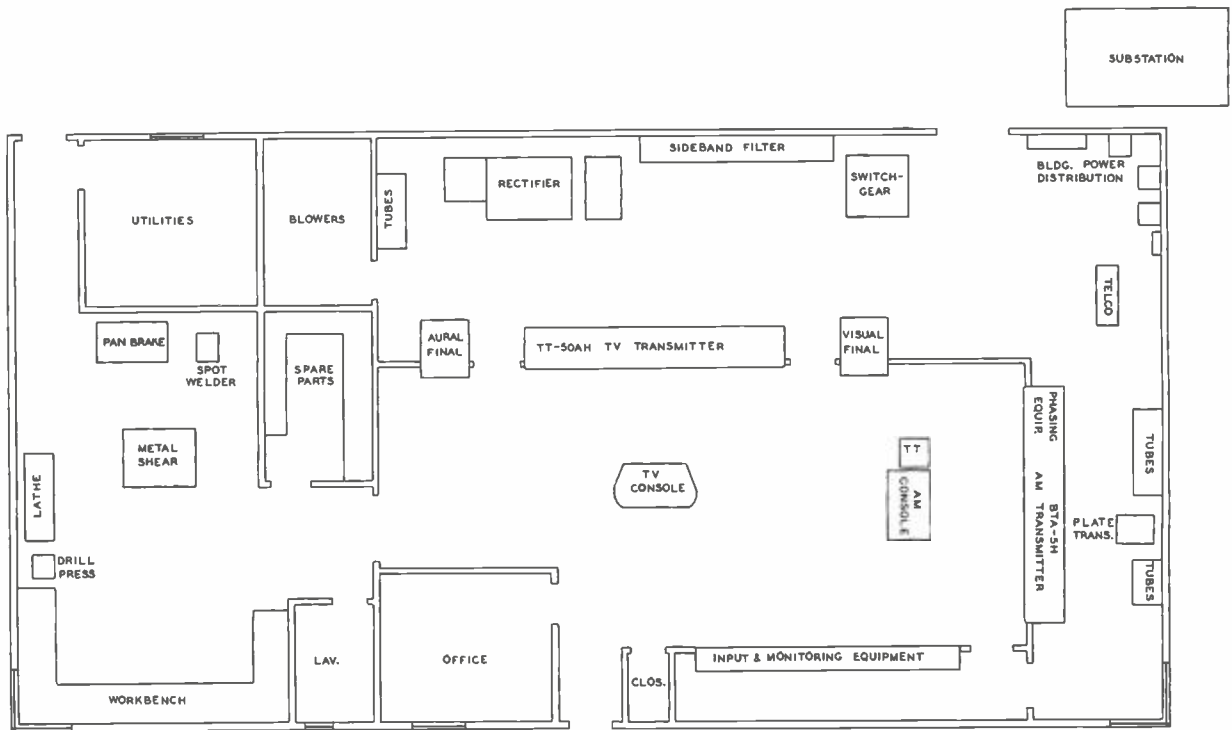 SUBSTATION
SIDEBAND FILTER
BLDG. POWER
DISTRIBUTION
RECTIFIER
SWITCH-
GEAR
TUBES
UTILITIES
BLOWERS
TELCO
PAN BRAKE
SPOT
WELDER
SPARE
PARTS
AURAL
FINAL
TT-50AH TV TRANSMITTER
VISUAL
FINAL
PHASING
EQUIP.
BTA-5H
AM TRANSMITTER
METAL
SHEAR
LATHE
TV
CONSOLE
TT
AM
CONSOLE
TUBES
PLATE
TRANS.
DRILL
PRESS
TUBES
LAV.
OFFICE
INPUT & MONITORING EQUIPMENT
CLOS.
WORKBENCH